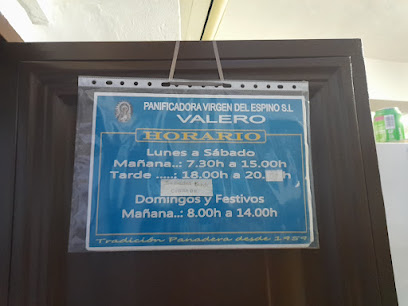 PANIFICADORA VIRGEN DEL ESPINO S.L
VALERO
HORARIO
Lunes a Sábado
Mañana..: 7.30h a 15.00h
Tarde .....: 18.00h a 20. h
Domingos y Festivos
Mañana..: 8.00h a 14.00h
Tradición Panadera desde 1959